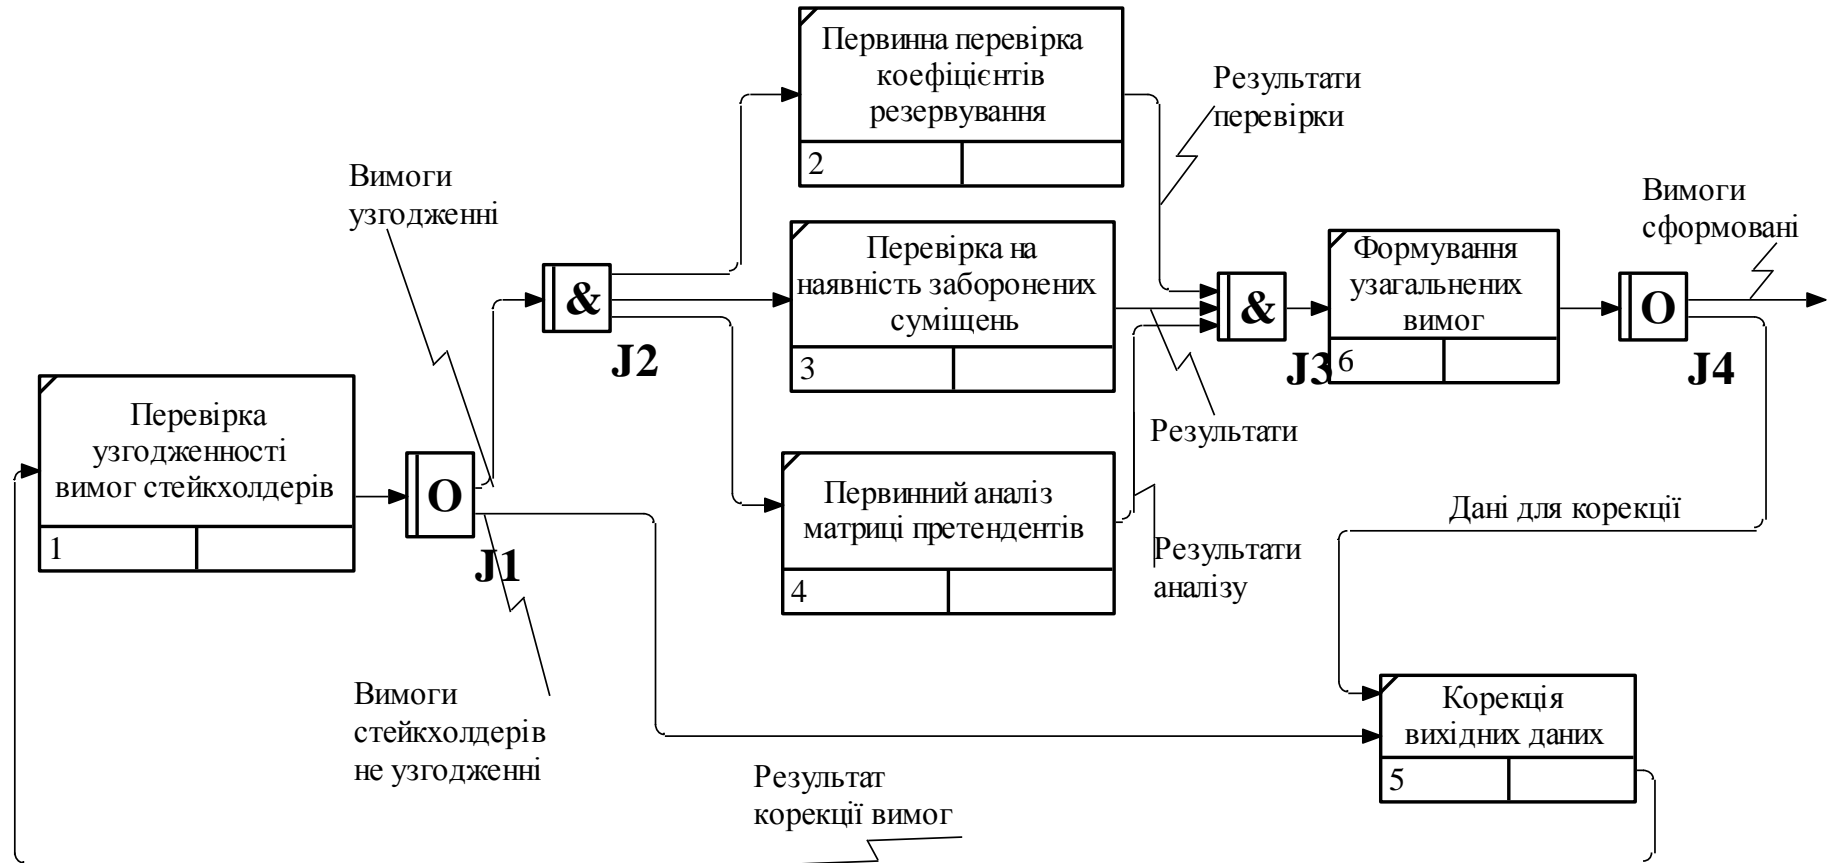 Первинна перевірка
коефіцієнтів
резервування
2
Результати
перевірки
Вимоги
узгодженні
Вимоги
сформовані
&
J2
Перевірка на
наявність заборонених
суміщень
3
&
J3
Формування
узагальнених
вимог
6
O
J4
Перевірка
узгодженності
вимог стейкхолдерів
1
O
J1
Результати
Первинний аналіз
матриці претендентів
4
Результати
аналізу
Дані для корекції
Вимоги
стейкхолдерів
не узгодженні
Корекція
вихідних даних
5
Результат
корекції вимог